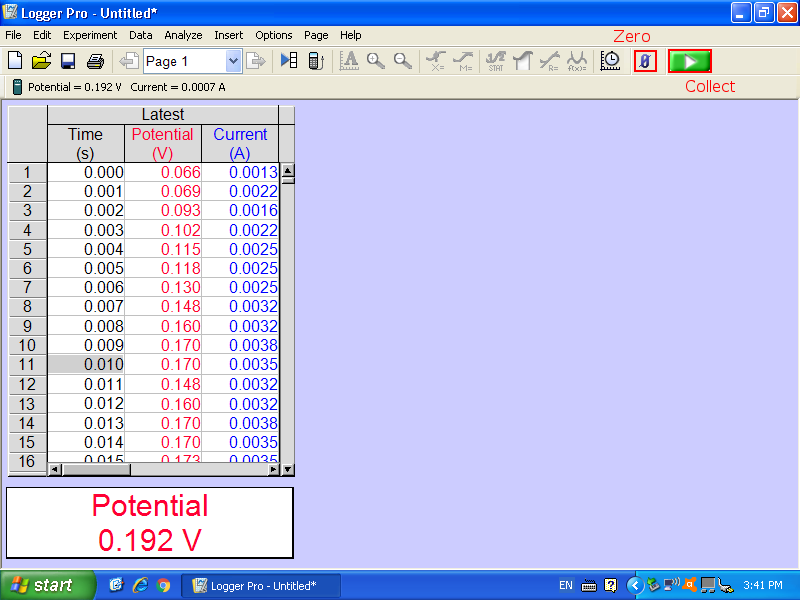 Logger Pro - Untitled*
File Edit Experiment Data Analyze Insert Options Page Help
Zero
Page 1
Collect
Potential = 0.192 V Current = 0.0007 A
Latest
Time Potential Current
(s) (V) (A)
1 0.000 0.066 0.0013
2 0.001 0.069 0.0022
3 0.002 0.093 0.0016
4 0.003 0.102 0.0022
5 0.004 0.115 0.0025
6 0.005 0.118 0.0025
7 0.006 0.130 0.0025
8 0.007 0.148 0.0032
9 0.008 0.160 0.0032
10 0.009 0.170 0.0038
11 0.010 0.170 0.0035
12 0.011 0.148 0.0032
13 0.012 0.160 0.0032
14 0.013 0.170 0.0038
15 0.014 0.170 0.0035
16 0.015 0.173 0.0035
Potential
0.192 V
start Logger Pro - Untitled* EN 3:41 PM